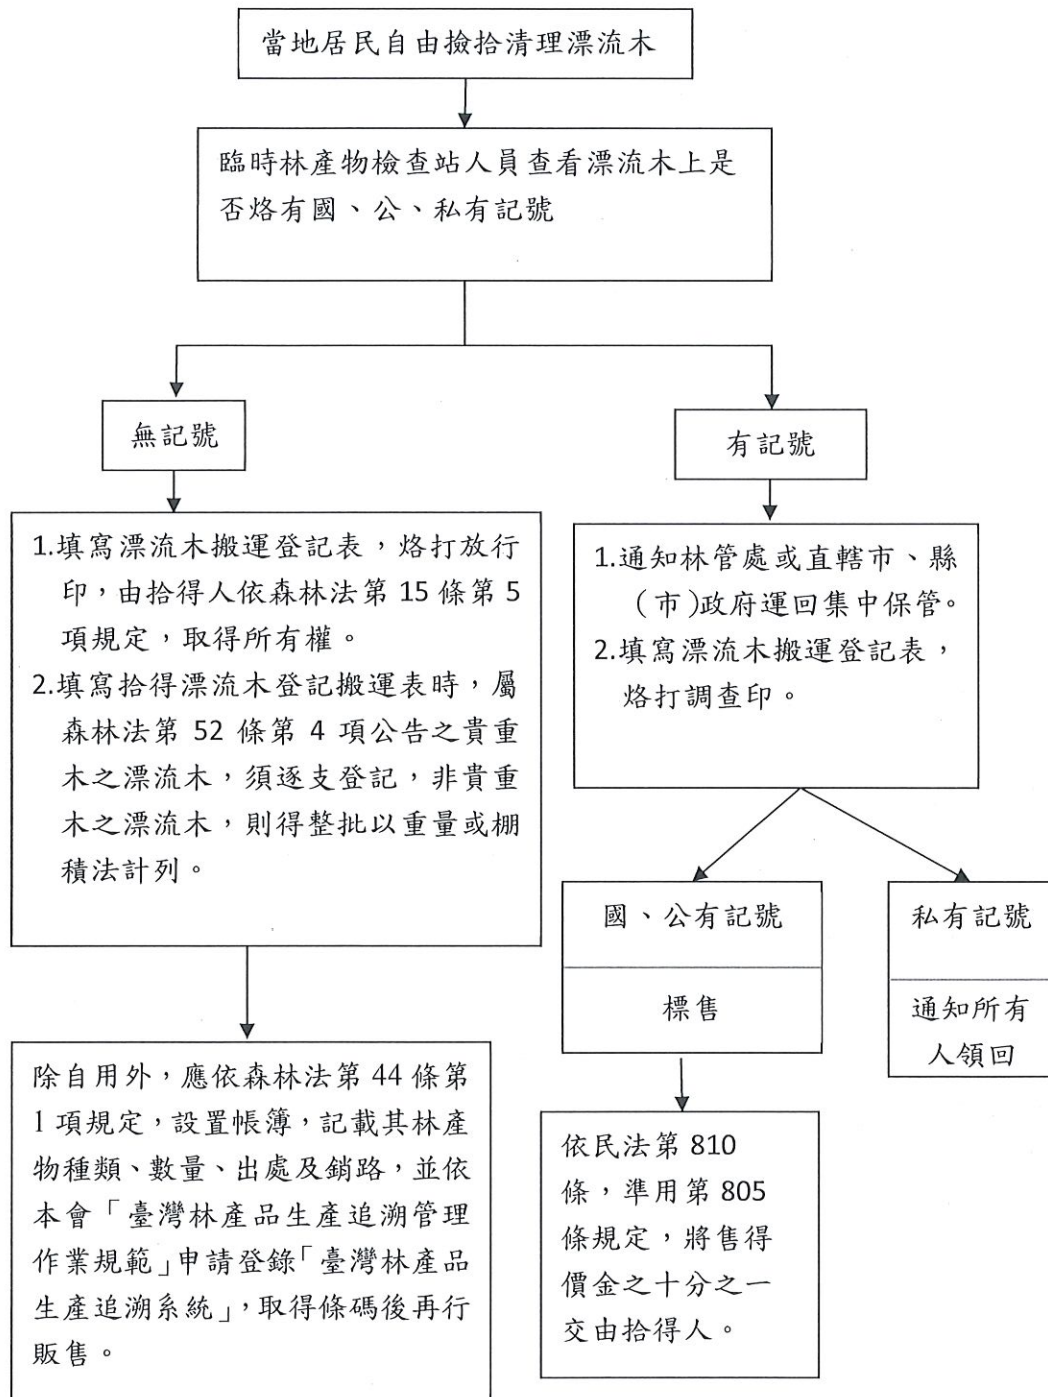 當地居民自由撿拾清理漂流木
臨時林產物檢查站人員查看漂流木上是
否烙有國、公、私有記號
無記號
有記號
1.填寫漂流木搬運登記表，烙打放行
印，由拾得人依森林法第 15 條第 5
項規定，取得所有權。
2.填寫拾得漂流木登記搬運表時，屬
森林法第 52 條第 4 項公告之貴重
木之漂流木，須逐支登記，非貴重
木之漂流木，則得整批以重量或棚
積法計列。
1.通知林管處或直轄市、縣
（市）政府運回集中保管。
2.填寫漂流木搬運登記表，
烙打調查印。
國、公有記號
標售
私有記號
通知所有
人領回
除自用外，應依森林法第 44 條第
1 項規定，設置帳簿，記載其林產
物種類、數量、出處及銷路，並依
本會「臺灣林產品生產追溯管理
作業規範」申請登錄「臺灣林產品
生產追溯系統」，取得條碼後再行
販售。
依民法第 810
條，準用第 805
條規定，將售得
價金之十分之一
交由拾得人。